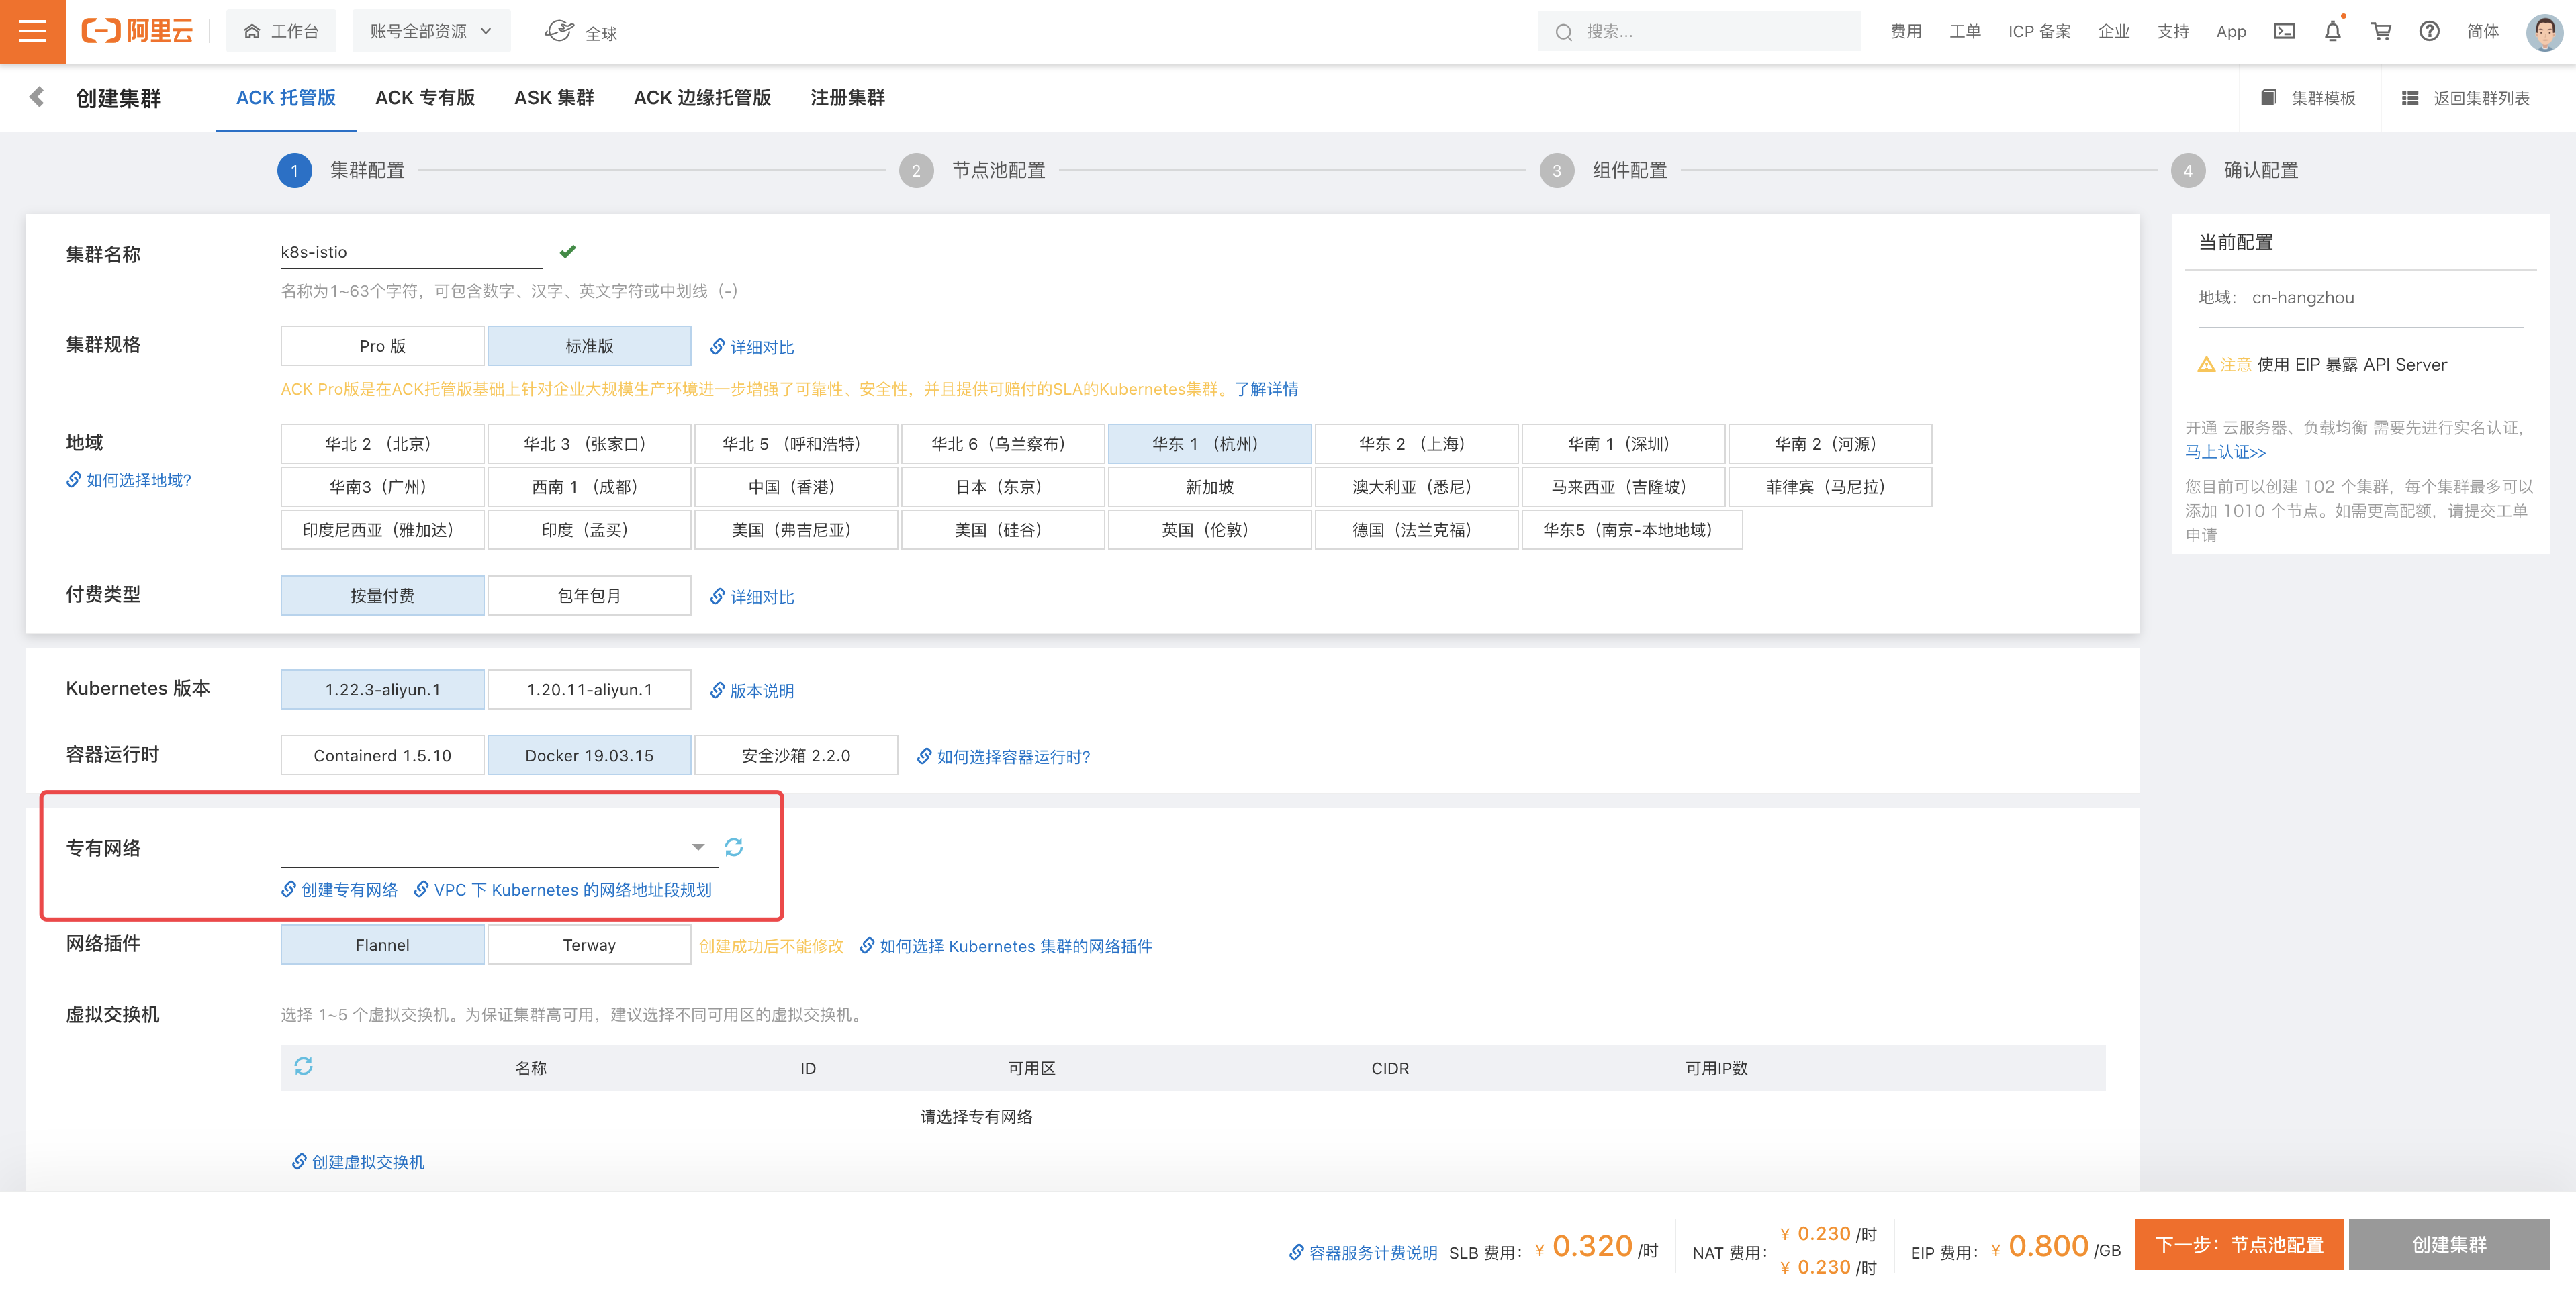 阿里云 工作台 账号全部资源 全球 搜索... 费用 工单 ICP 备案 企业 支持 App 简体
创建集群 ACK 托管版 ACK 专有版 ASK 集群 ACK 边缘托管版 注册集群 集群模板 返回集群列表
1 集群配置 2 节点池配置 3 组件配置 4 确认配置
集群名称 k8s-istio
名称为1~63个字符，可包含数字、汉字、英文字符或中划线（-）
集群规格 Pro 版 标准版 详细对比
ACK Pro版是在ACK托管版基础上针对企业大规模生产环境进一步增强了可靠性、安全性，并且提供可赔付的SLA的Kubernetes集群。了解详情
地域 华北 2 （北京） 华北 3 （张家口） 华北 5 （呼和浩特） 华北 6（乌兰察布） 华东 1 （杭州） 华东 2 （上海） 华南 1（深圳） 华南 2（河源）
如何选择地域? 华南3（广州） 西南 1 （成都） 中国（香港） 日本（东京） 新加坡 澳大利亚（悉尼） 马来西亚（吉隆坡） 菲律宾（马尼拉）
印度尼西亚（雅加达） 印度（孟买） 美国（弗吉尼亚） 美国（硅谷） 英国（伦敦） 德国（法兰克福） 华东5（南京-本地地域）
付费类型 按量付费 包年包月 详细对比
Kubernetes 版本 1.22.3-aliyun.1 1.20.11-aliyun.1 版本说明
容器运行时 Containerd 1.5.10 Docker 19.03.15 安全沙箱 2.2.0 如何选择容器运行时?
专有网络
创建专有网络 VPC 下 Kubernetes 的网络地址段规划
网络插件 Flannel Terway 创建成功后不能修改 如何选择 Kubernetes 集群的网络插件
虚拟交换机 选择 1~5 个虚拟交换机。为保证集群高可用，建议选择不同可用区的虚拟交换机。
名称 ID 可用区 CIDR 可用IP数
请选择专有网络
创建虚拟交换机
当前配置
地域： cn-hangzhou
注意 使用 EIP 暴露 API Server
开通 云服务器、负载均衡 需要先进行实名认证,
马上认证>>
您目前可以创建 102 个集群，每个集群最多可以
添加 1010 个节点。如需更高配额，请提交工单
申请
容器服务计费说明 SLB 费用： ¥ 0.320 /时 NAT 费用： ¥ 0.230 /时
¥ 0.230 /时
EIP 费用： ¥ 0.800 /GB 下一步：节点池配置 创建集群